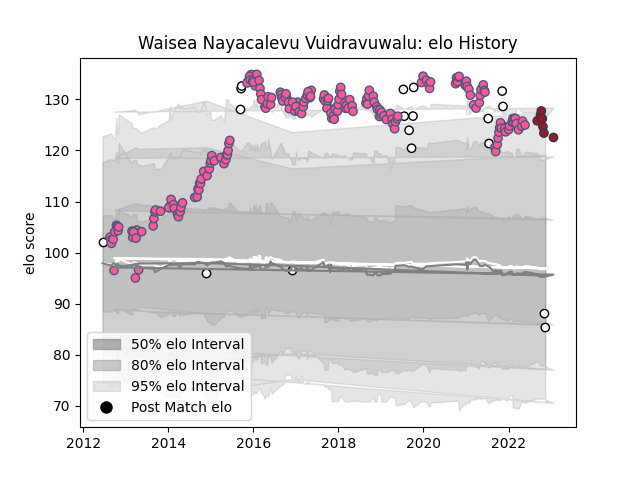 Waisea Nayacalevu Vuidravuwalu: elo History
elo score
130
120
110
100
90
80
70
50% elo Interval
80% elo Interval
95% elo Interval
Post Match elo
2012 2014 2016 2018 2020 2022